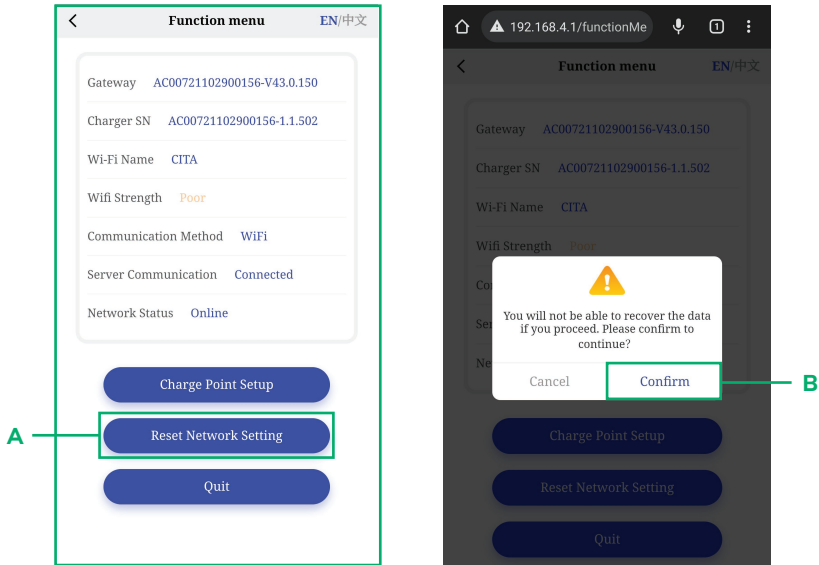 Function menu EN/中文
Gateway AC00721102900156-V43.0.150
Charger SN AC00721102900156-1.1.502
Wi-Fi Name CITA
Wifi Strength Poor
Communication Method WiFi
Server Communication Connected
Network Status Online
Charge Point Setup
A
Reset Network Setting
Quit
192.168.4.1/functionMe 1
Function menu EN/中文
Gateway AC00721102900156-V43.0.150
Charger SN AC00721102900156-1.1.502
Wi-Fi Name CITA
Wifi Strength Poor
Co
Ser
Ne
You will not be able to recover the data
if you proceed. Please confirm to
continue?
Cancel Confirm
B
Charge Point Setup
Reset Network Setting
Quit